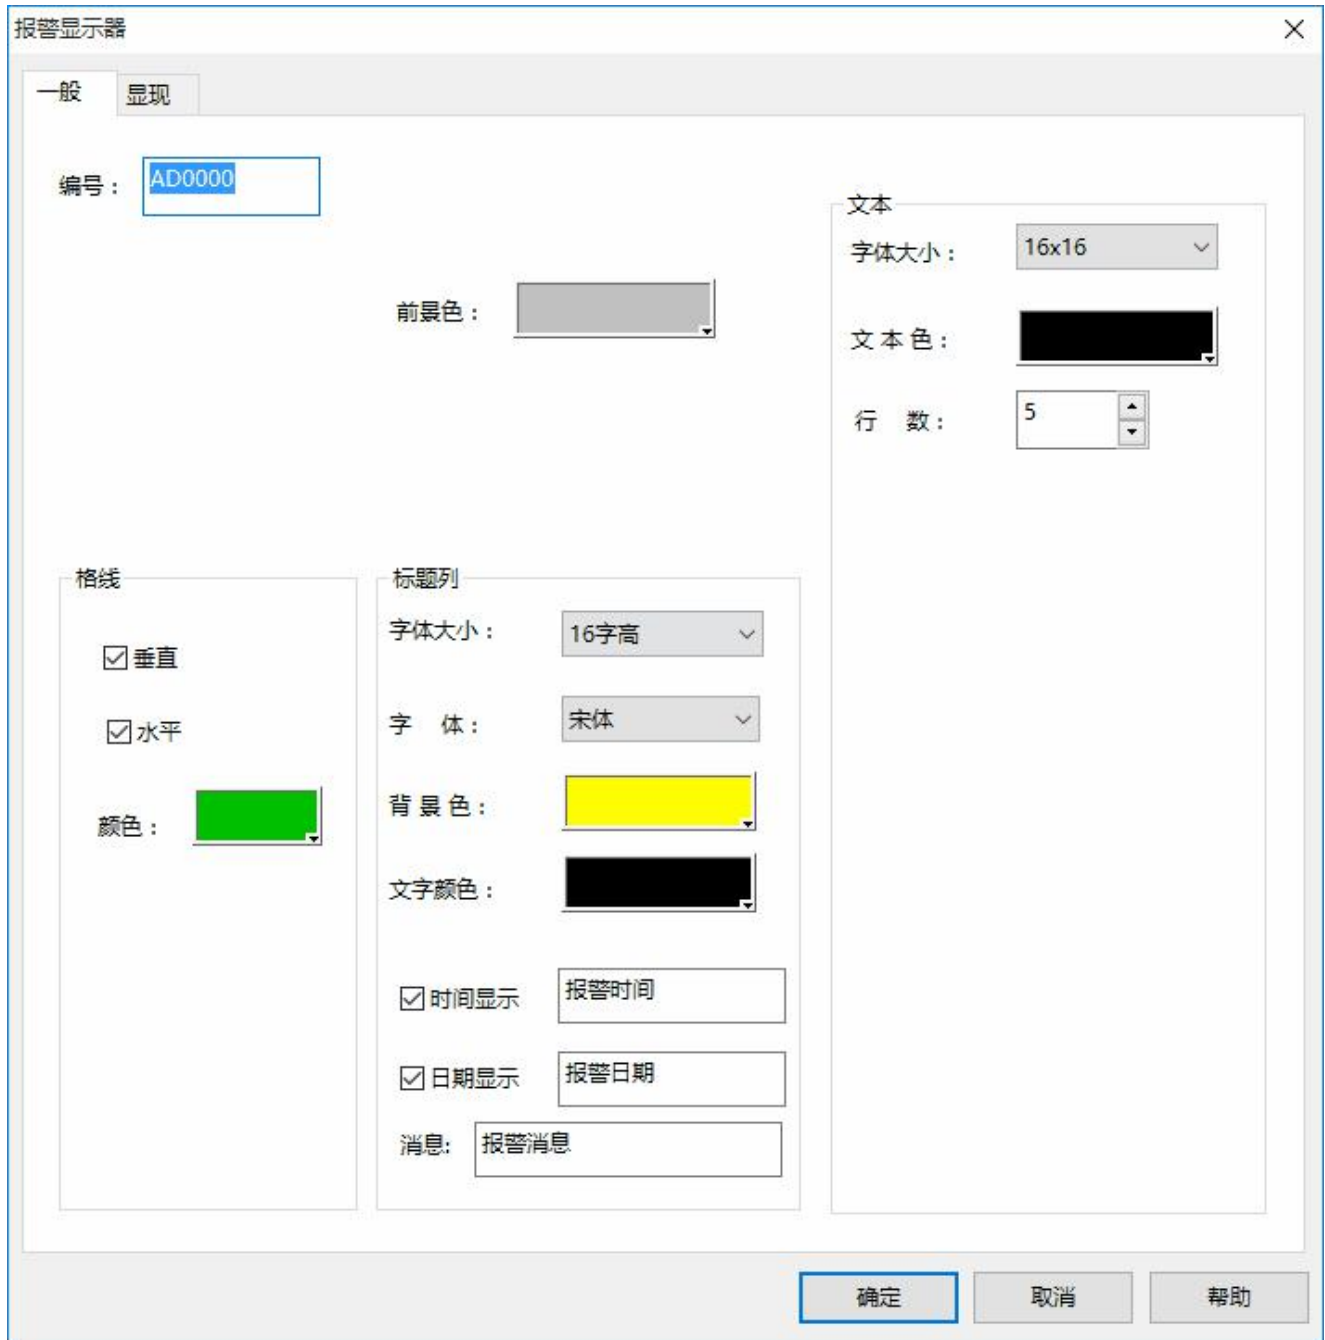 报警显示器
一般
显现
编号：
AD0000
前景色：
文本
字体大小：
16x16
文 本 色：
行 数：
5
格线
垂直
水平
颜色：
标题列
字体大小：
16字高
字 体：
宋体
背 景 色：
文字颜色：
时间显示
报警时间
日期显示
报警日期
消息:
报警消息
确定
取消
帮助